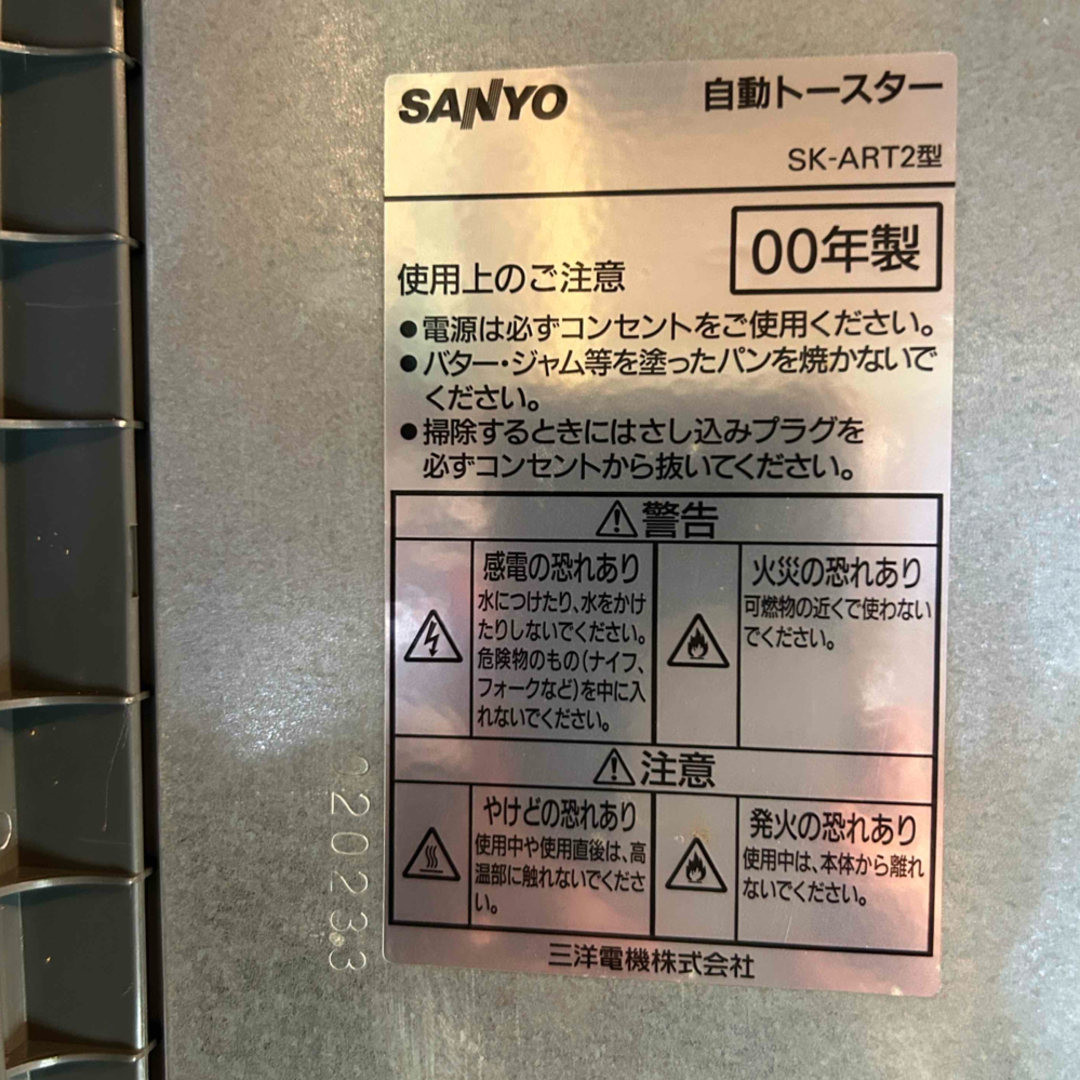 SANYO 自動トースター
SK-ART2型
00年製
使用上のご注意
●電源は必ずコンセントをご使用ください。
●バター・ジャム等を塗ったパンを焼かないで
ください。
●掃除するときにはさし込みプラグを
必ずコンセントから抜いてください。
⚠警告
感電の恐れあり
水につけたり、水をかけ
たりしないでください。
危険物のもの(ナイフ、
フォークなど)を中に入
れないでください。
火災の恐れあり
可燃物の近くで使わない
でください。
⚠注意
やけどの恐れあり
使用中や使用直後は、高
温部に触れないでくださ
い。
発火の恐れあり
使用中は、本体から離れ
ないでください。
三洋電機株式会社